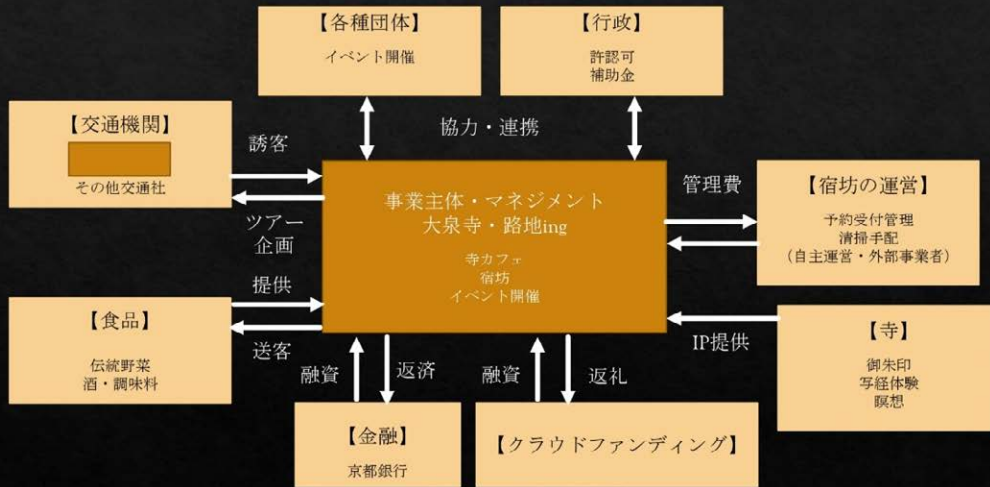 【各種団体】
イベント開催
【行政】
許認可
補助金
【交通機関】
その他交通社
誘客
ツアー
企画
協力・連携
事業主体・マネジメント
大泉寺・路地ing
寺カフェ
宿坊
イベント開催
管理費
【宿坊の運営】
予約受付管理
清掃手配
（自主運営・外部事業者）
提供
送客
【食品】
伝統野菜
酒・調味料
IP提供
【寺】
御朱印
写経体験
瞑想
融資
返済
融資
返礼
【金融】
京都銀行
【クラウドファンディング】